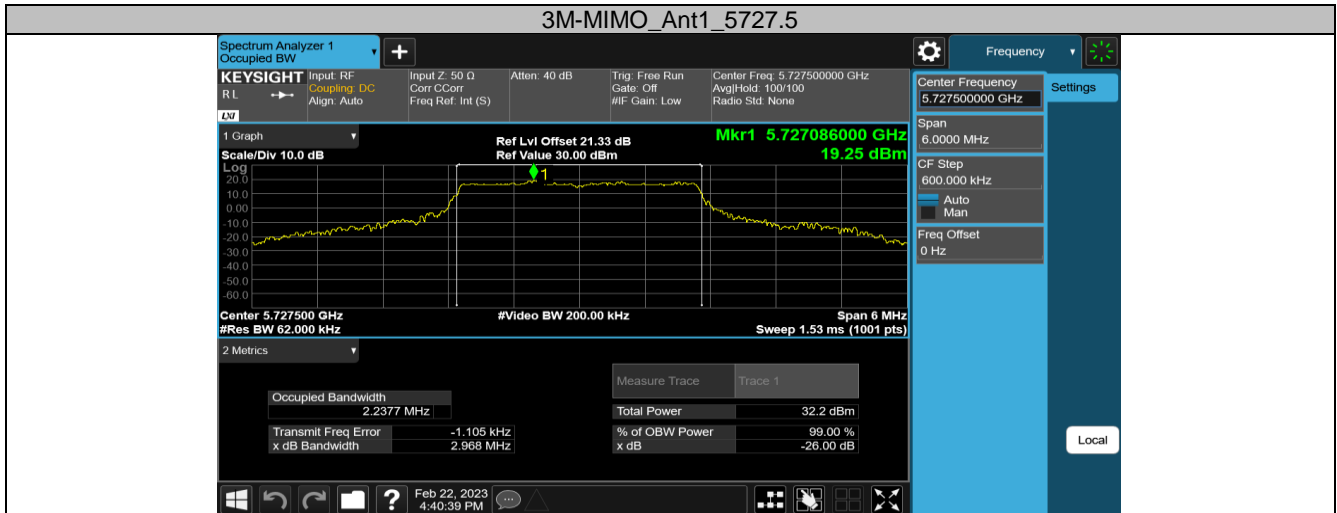 3M-MIMO_Ant1_5727.5
Spectrum Analyzer 1
Occupied BW
+
Frequency
KEYSIGHT
R L
LXI
Input: RF
Coupling: DC
Align: Auto
Input Z: 50 Ω
Corr CCorr
Freq Ref: Int (S)
Atten: 40 dB
Trig: Free Run
Gate: Off
#IF Gain: Low
Center Freq: 5.727500000 GHz
Avg|Hold: 100/100
Radio Std: None
Center Frequency
5.727500000 GHz
Settings
Span
6.0000 MHz
CF Step
600.000 kHz
Auto
Man
Freq Offset
0 Hz
Local
1 Graph
Scale/Div 10.0 dB
Ref Lvl Offset 21.33 dB
Ref Value 30.00 dBm
Mkr1 5.727086000 GHz
19.25 dBm
Log
20.0
10.0
0.00
-10.0
-20.0
-30.0
-40.0
-50.0
-60.0
1
Center 5.727500 GHz
#Res BW 62.000 kHz
#Video BW 200.00 kHz
Span 6 MHz
Sweep 1.53 ms (1001 pts)
2 Metrics
Measure Trace Trace 1
Occupied Bandwidth
2.2377 MHz
Total Power 32.2 dBm
Transmit Freq Error -1.105 kHz
% of OBW Power 99.00 %
x dB Bandwidth 2.968 MHz
x dB -26.00 dB
?
Feb 22, 2023
4:40:39 PM